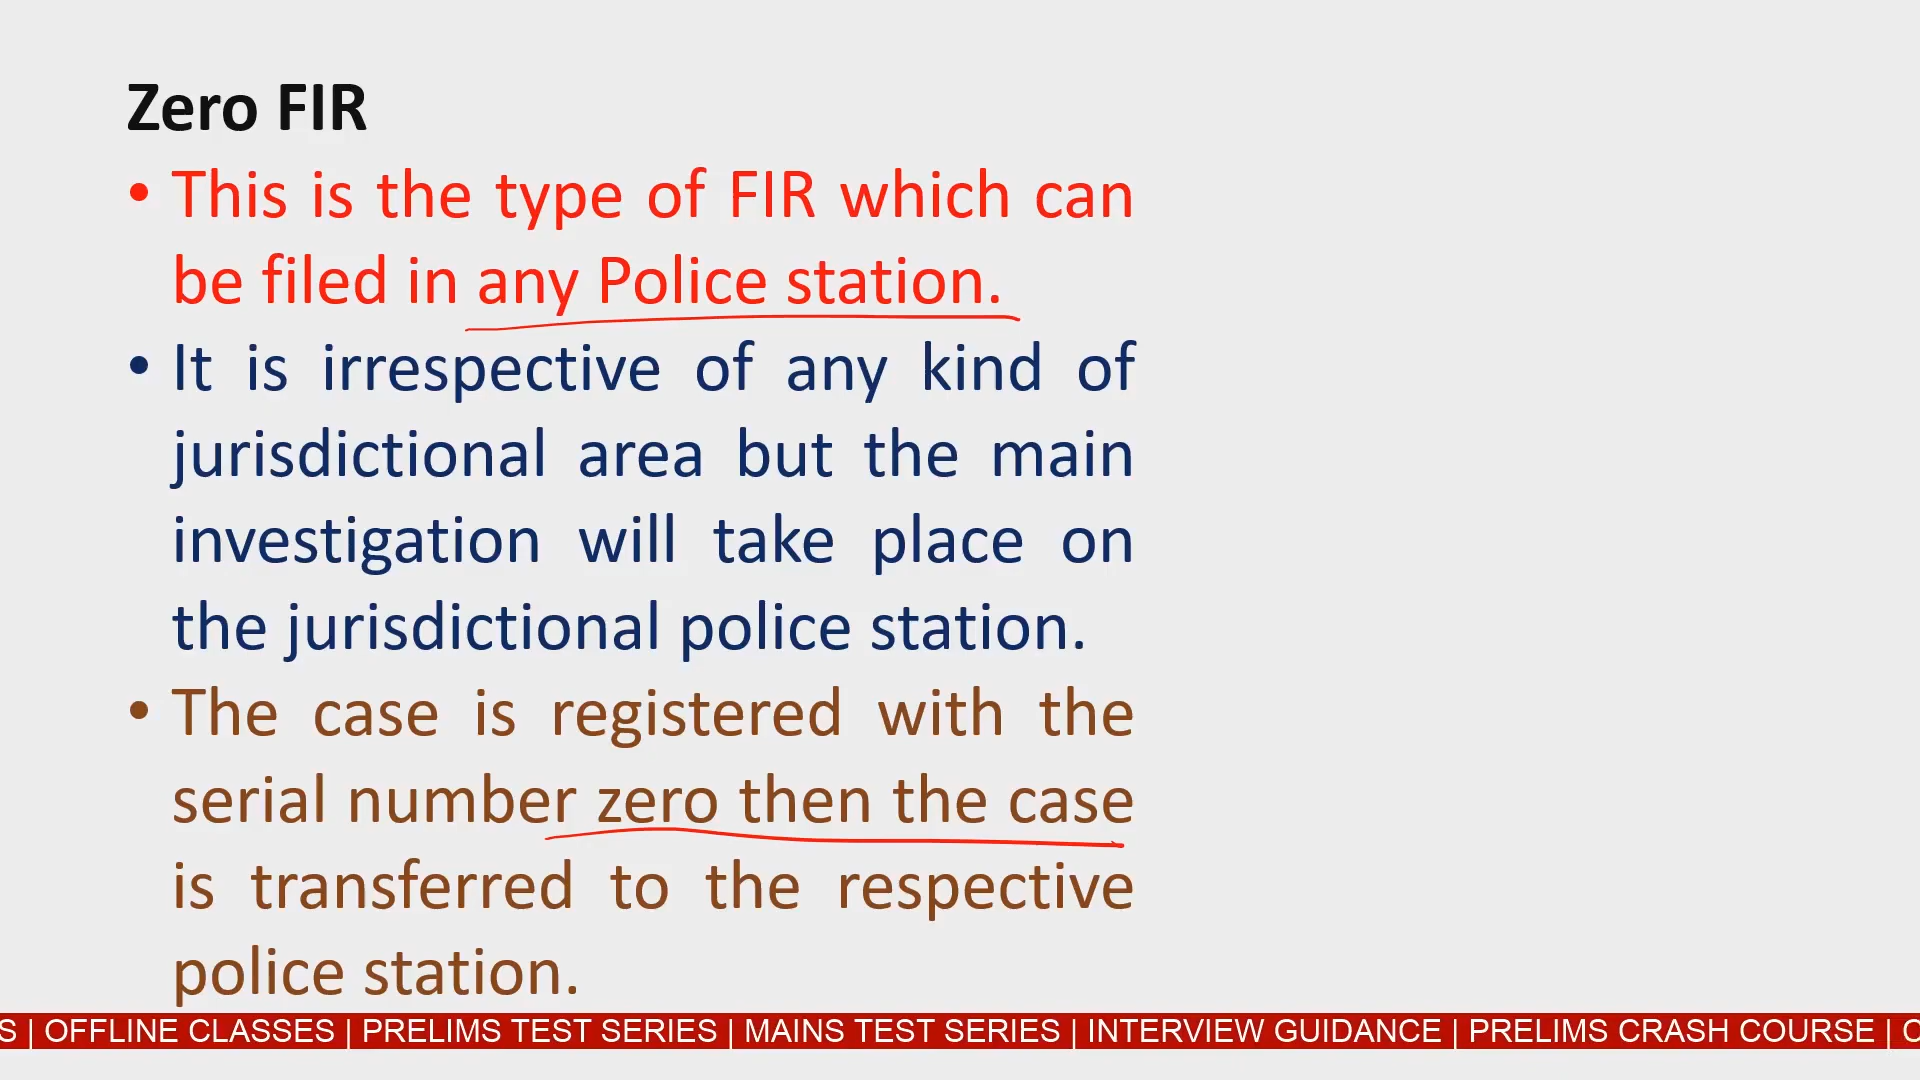 Zero FIR
• This is the type of FIR which can
be filed in any Police station.
• It is irrespective of any kind of
jurisdictional area but the main
investigation will take place on
the jurisdictional police station.
• The case is registered with the
serial number zero then the case
is transferred to the respective
police station.
S | OFFLINE CLASSES | PRELIMS TEST SERIES | MAINS TEST SERIES | INTERVIEW GUIDANCE | PRELIMS CRASH COURSE |